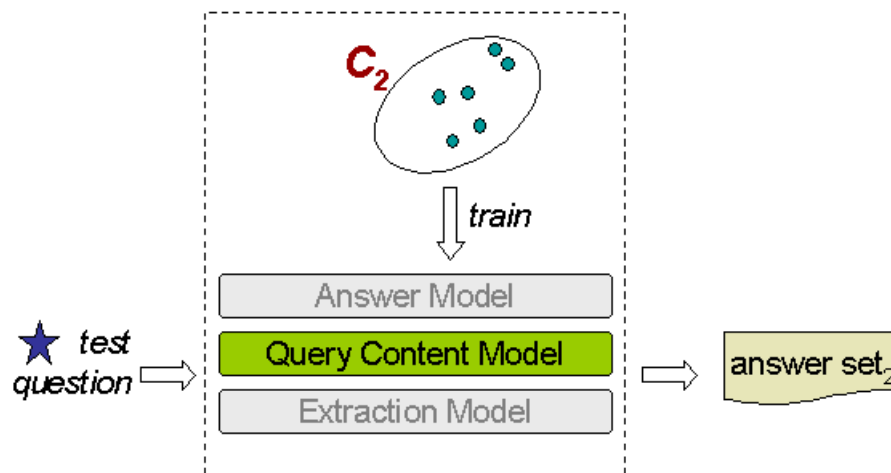 C2
train
Answer Model
test
question
Query Content Model
answer set2
Extraction Model